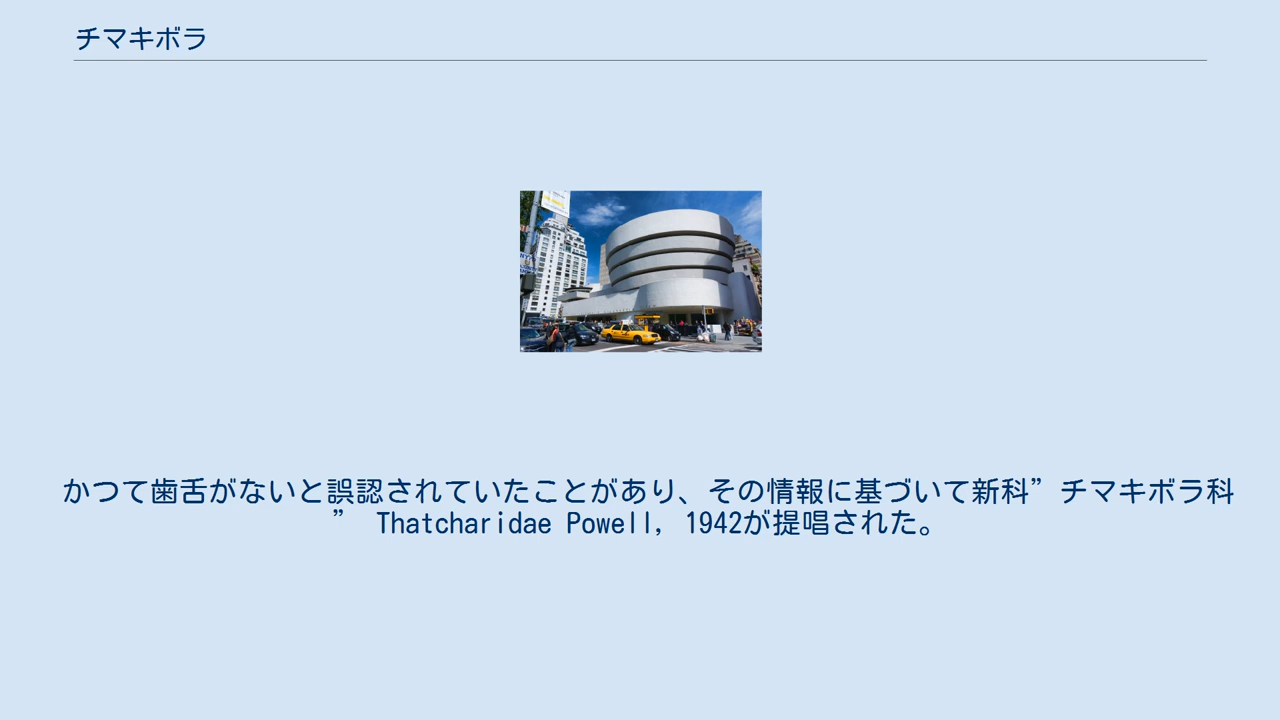 チマキボラ
かつて歯舌がないと誤認されていたことがあり、その情報に基づいて新科”チマキボラ科
” Thatcharidae Powell, 1942が提唱された。